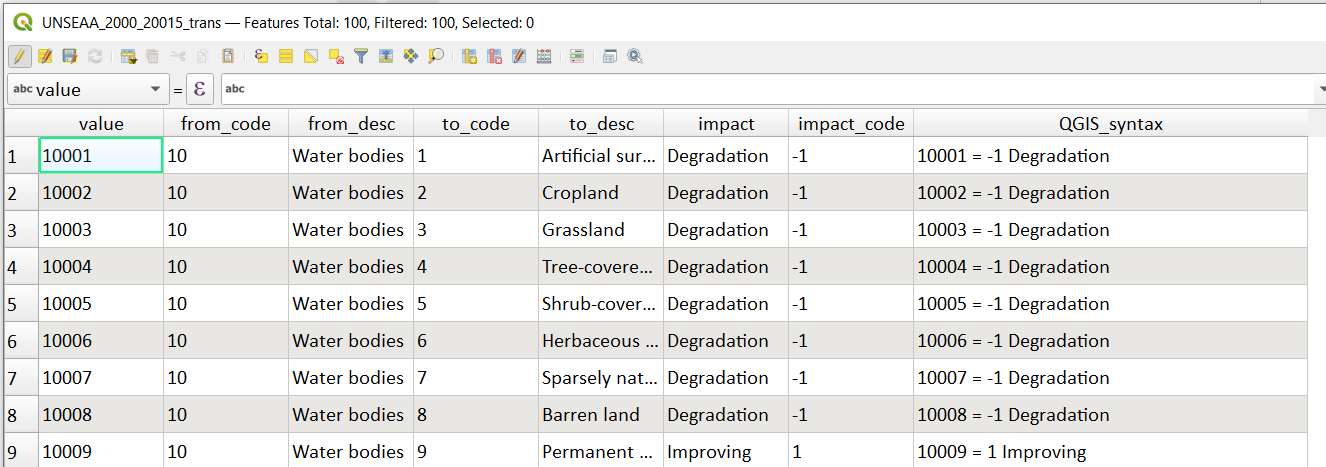 UNSEAA_2000_20015_trans — Features Total: 100, Filtered: 100, Selected: 0
abc value = ε abc
value from_code from_desc to_code to_desc impact impact_code QGIS_syntax
1 10001 10 Water bodies 1 Artificial sur... Degradation -1 10001 = -1 Degradation
2 10002 10 Water bodies 2 Cropland Degradation -1 10002 = -1 Degradation
3 10003 10 Water bodies 3 Grassland Degradation -1 10003 = -1 Degradation
4 10004 10 Water bodies 4 Tree-covere... Degradation -1 10004 = -1 Degradation
5 10005 10 Water bodies 5 Shrub-cover... Degradation -1 10005 = -1 Degradation
6 10006 10 Water bodies 6 Herbaceous ... Degradation -1 10006 = -1 Degradation
7 10007 10 Water bodies 7 Sparsely nat... Degradation -1 10007 = -1 Degradation
8 10008 10 Water bodies 8 Barren land Degradation -1 10008 = -1 Degradation
9 10009 10 Water bodies 9 Permanent ... Improving 1 10009 = 1 Improving